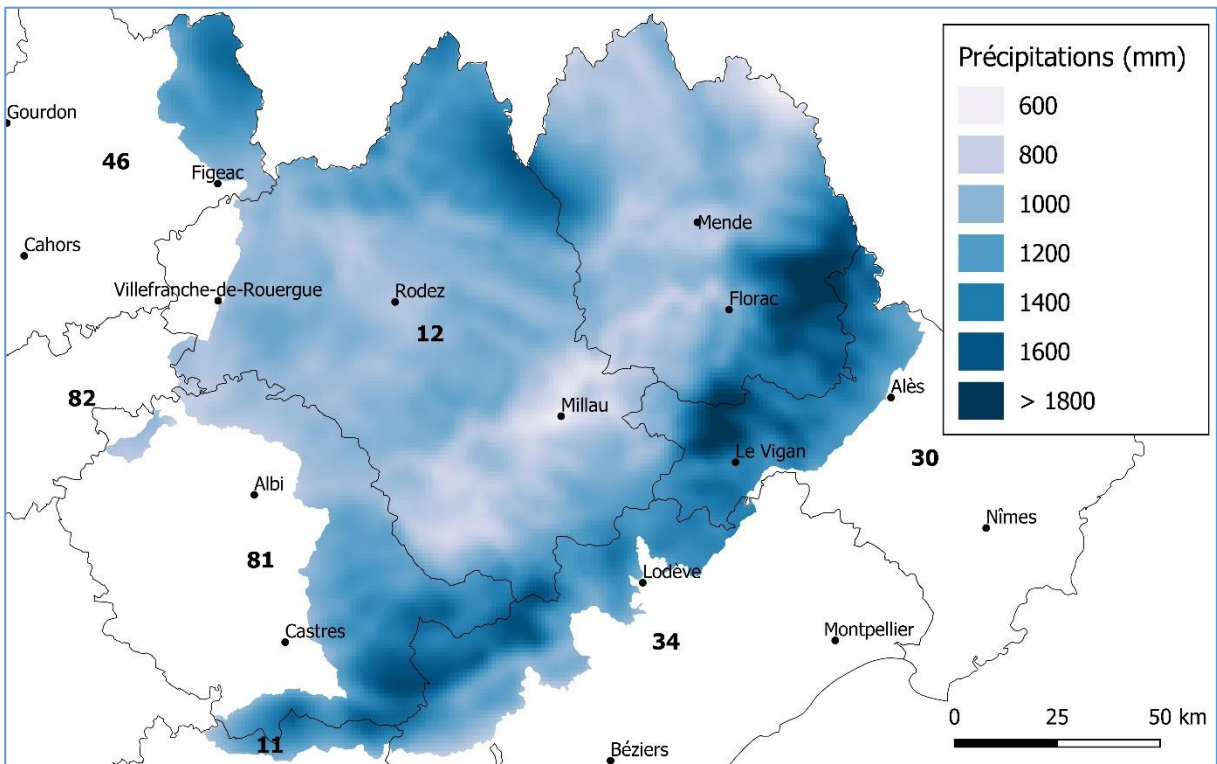 Précipitations (mm)
600
800
1000
1200
1400
1600
> 1800
Gourdon
46
Figeac
Cahors
Mende
Villefranche-de-Rouergue
Rodez
Florac
12
82
Alès
Millau
Le Vigan
30
Albi
Nîmes
81
Lodève
Castres
34
Montpellier
11
Béziers
0 25 50 km